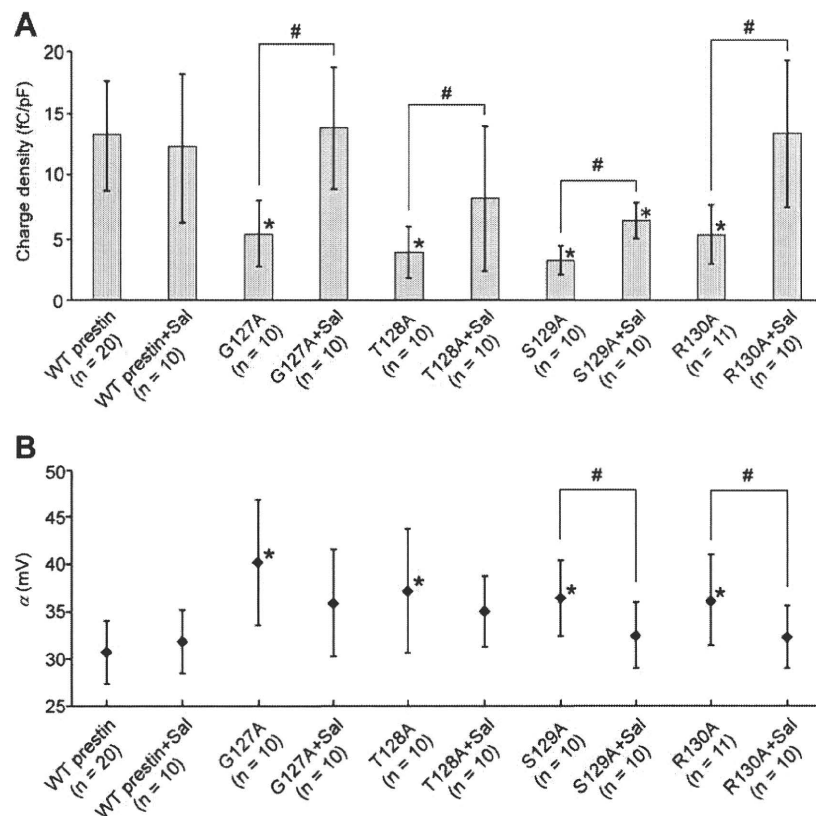 A
Charge density (fC/pF)
20
15
10
5
0
#
#
#
#
*
*
*
*
*
WT prestin
(n = 20)
WT prestin+Sal
(n = 10)
G127A
(n = 10)
G127A+Sal
(n = 10)
T128A
(n = 10)
T128A+Sal
(n = 10)
S129A
(n = 10)
S129A+Sal
(n = 10)
R130A
(n = 11)
R130A+Sal
(n = 10)
B
α (mV)
50
45
40
35
30
25
#
#
*
*
*
*
WT prestin
(n = 20)
WT prestin+Sal
(n = 10)
G127A
(n = 10)
G127A+Sal
(n = 10)
T128A
(n = 10)
T128A+Sal
(n = 10)
S129A
(n = 10)
S129A+Sal
(n = 10)
R130A
(n = 11)
R130A+Sal
(n = 10)